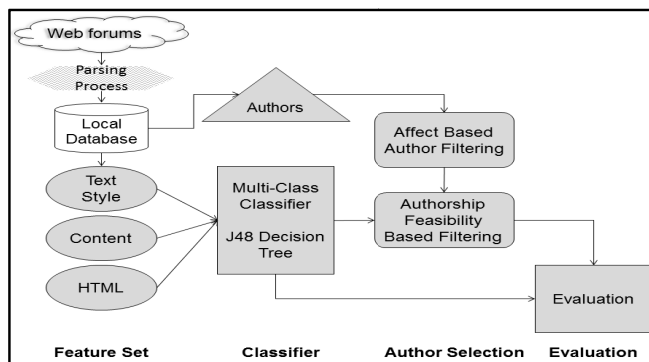 Web forums
Parsing
Process
Local
Database
Authors
Affect Based
Author Filtering
Text
Style
Content
HTML
Multi-Class
Classifier
J48 Decision
Tree
Authorship
Feasibility
Based Filtering
Evaluation
Feature Set
Classifier
Author Selection
Evaluation